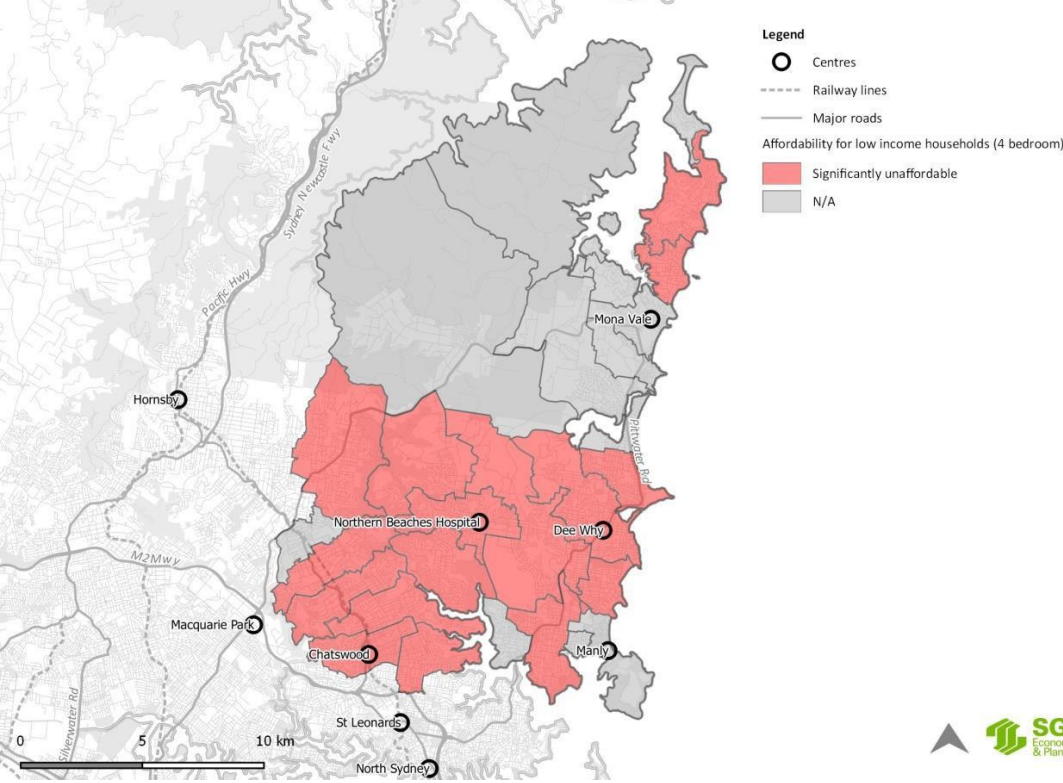 Legend
Centres
Railway lines
Major roads
Affordability for low income households (4 bedroom)
Significantly unaffordable
N/A
Sydney Newcastle Fwy
Pacific Hwy
Mona Vale
Hornsby
Pittwater Rd
Northern Beaches Hospital
Dee Why
M2Mwy
Macquarie Park
Chatswood
Manly
Silverwater Rd
St Leonards
North Sydney
0 5 10 km
SG
Econo
& Plan